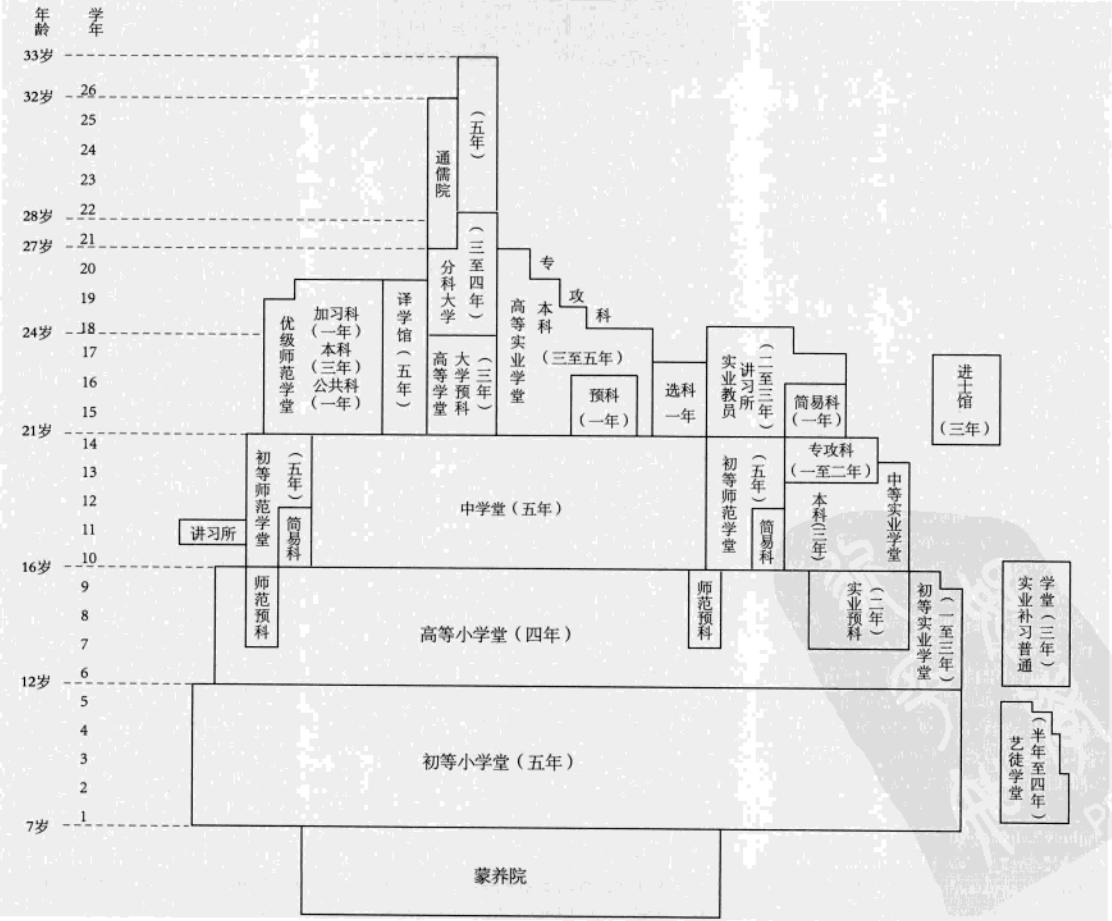 年龄
学年
33岁
26
32岁
25
24
23
22
28岁
21
27岁
20
19
18
24岁
17
16
15
21岁
14
13
12
11
10
16岁
9
8
7
6
12岁
5
4
3
2
1
7岁
（五年）
通儒院
（三至四年）
分科大学
优级师范学堂
加习科
（一年）
本科
（三年）
公共科
（一年）
译学馆（五年）
高等学堂
大学预科
（三年）
高等实业学堂
本科
（三至五年）
专攻科
预科
（一年）
选科
一年
实业教员
讲习所
（二至三年）
简易科
（一年）
进士馆
（三年）
讲习所
初等师范学堂
（五年）
简易科
中学堂（五年）
初等师范学堂
（五年）
简易科
专攻科
（一至二年）
本科（三年）
中等实业学堂
师范预科
高等小学堂（四年）
师范预科
实业预科
（二年）
初等实业学堂
（一至三年）
实业补习普通
学堂（三年）
初等小学堂（五年）
艺徒学堂
（半年至四年）
蒙养院